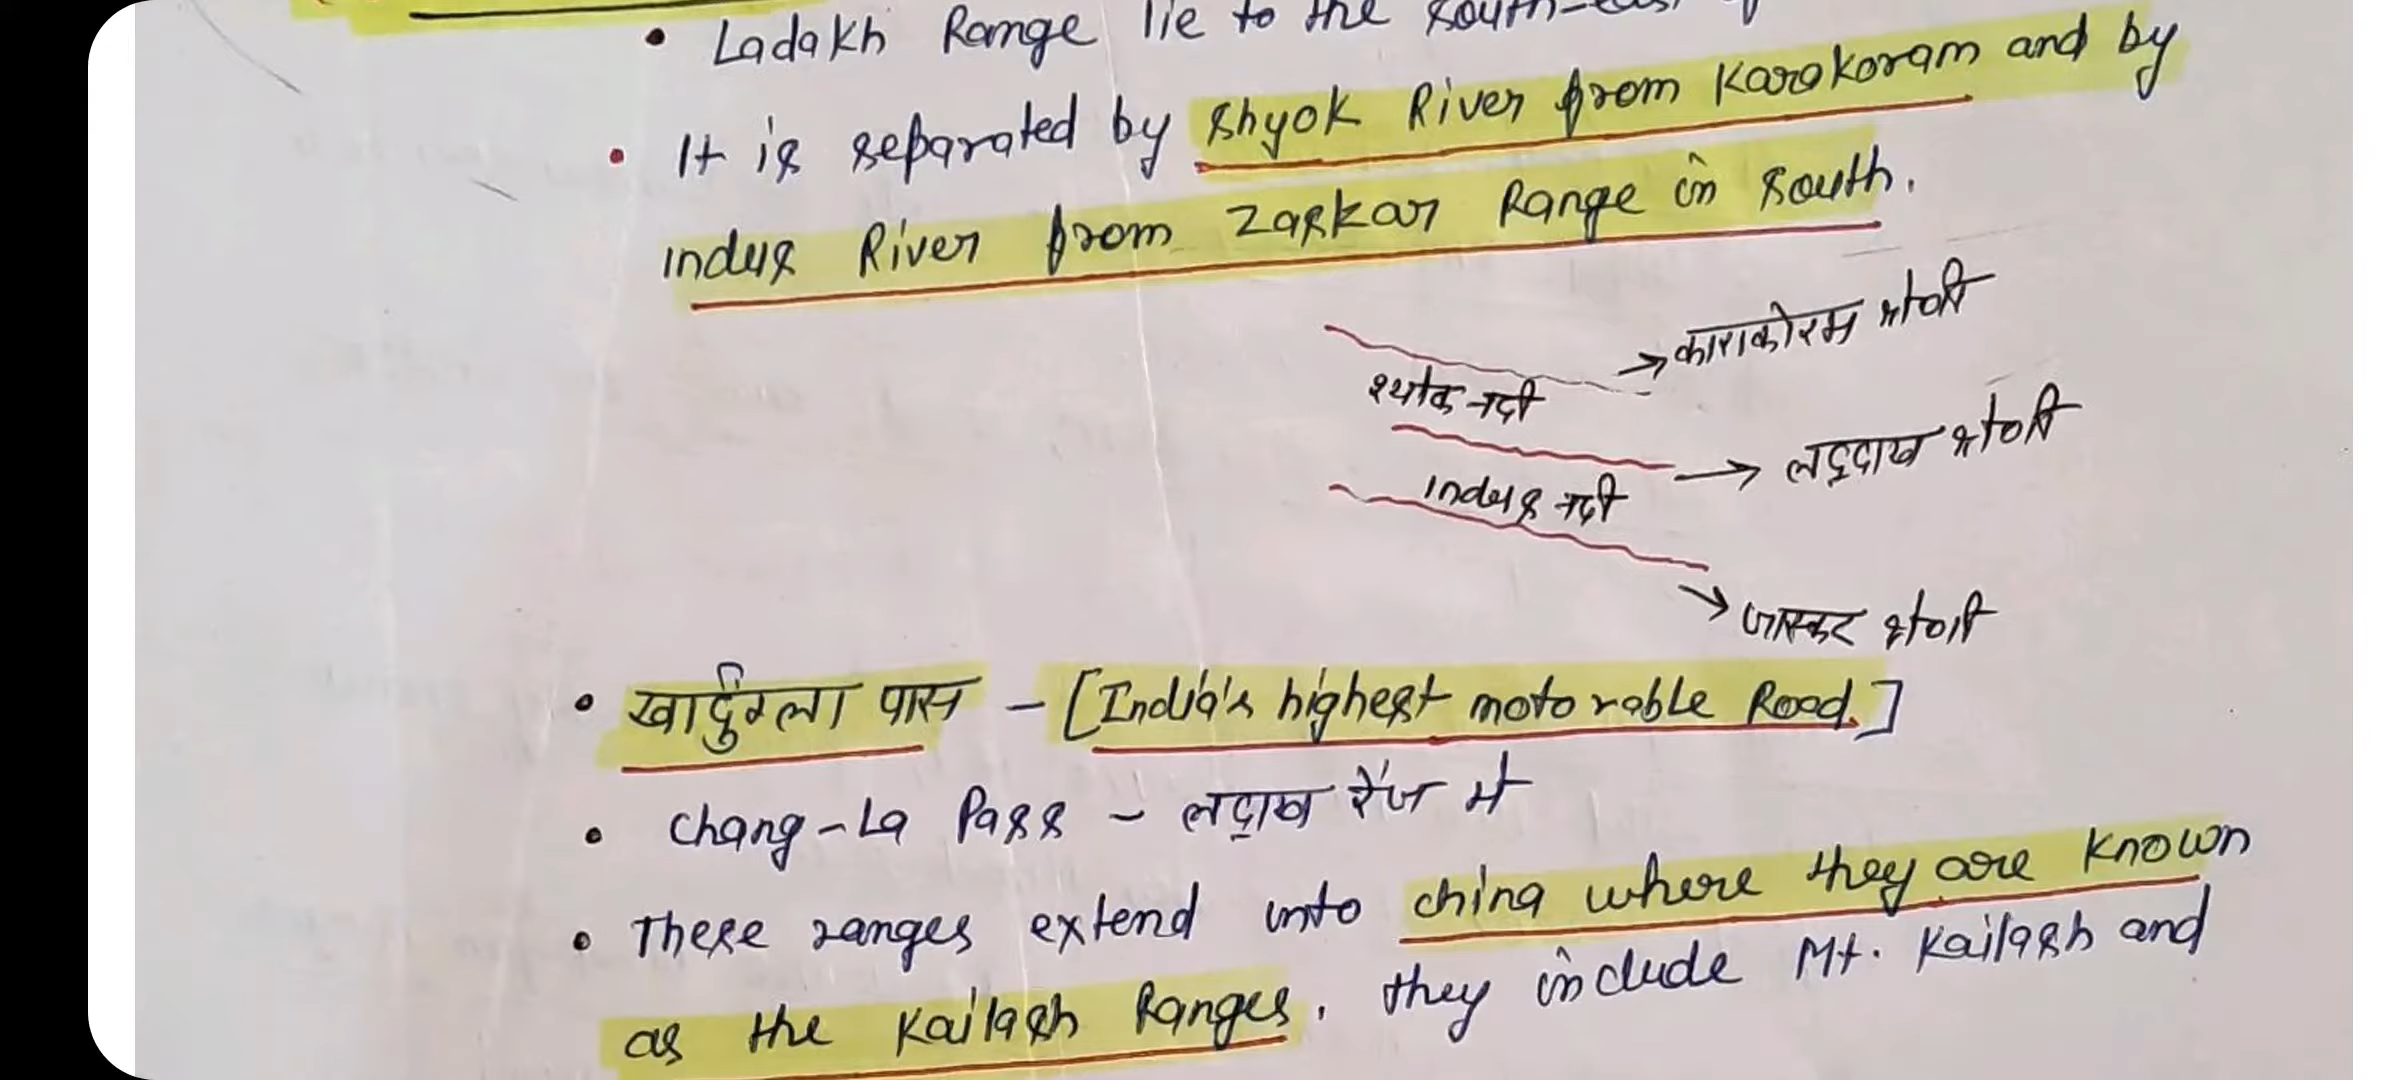 • Ladakh Range lie to the south-east
• It is separated by Shyok River from Karakoram and by
indus River from Zaskar Range in South.
→ काराकोरम श्रेणी
श्योक नदी
→ लद्दाख श्रेणी
indus नदी
→ जास्कर श्रेणी
• खार्दुंगला पास - [India's highest motorable Road.]
• Chang-La Pass - लद्दाख रेंज में
• These ranges extend into china where they are known
as the Kailash Ranges. they include Mt. Kailash and